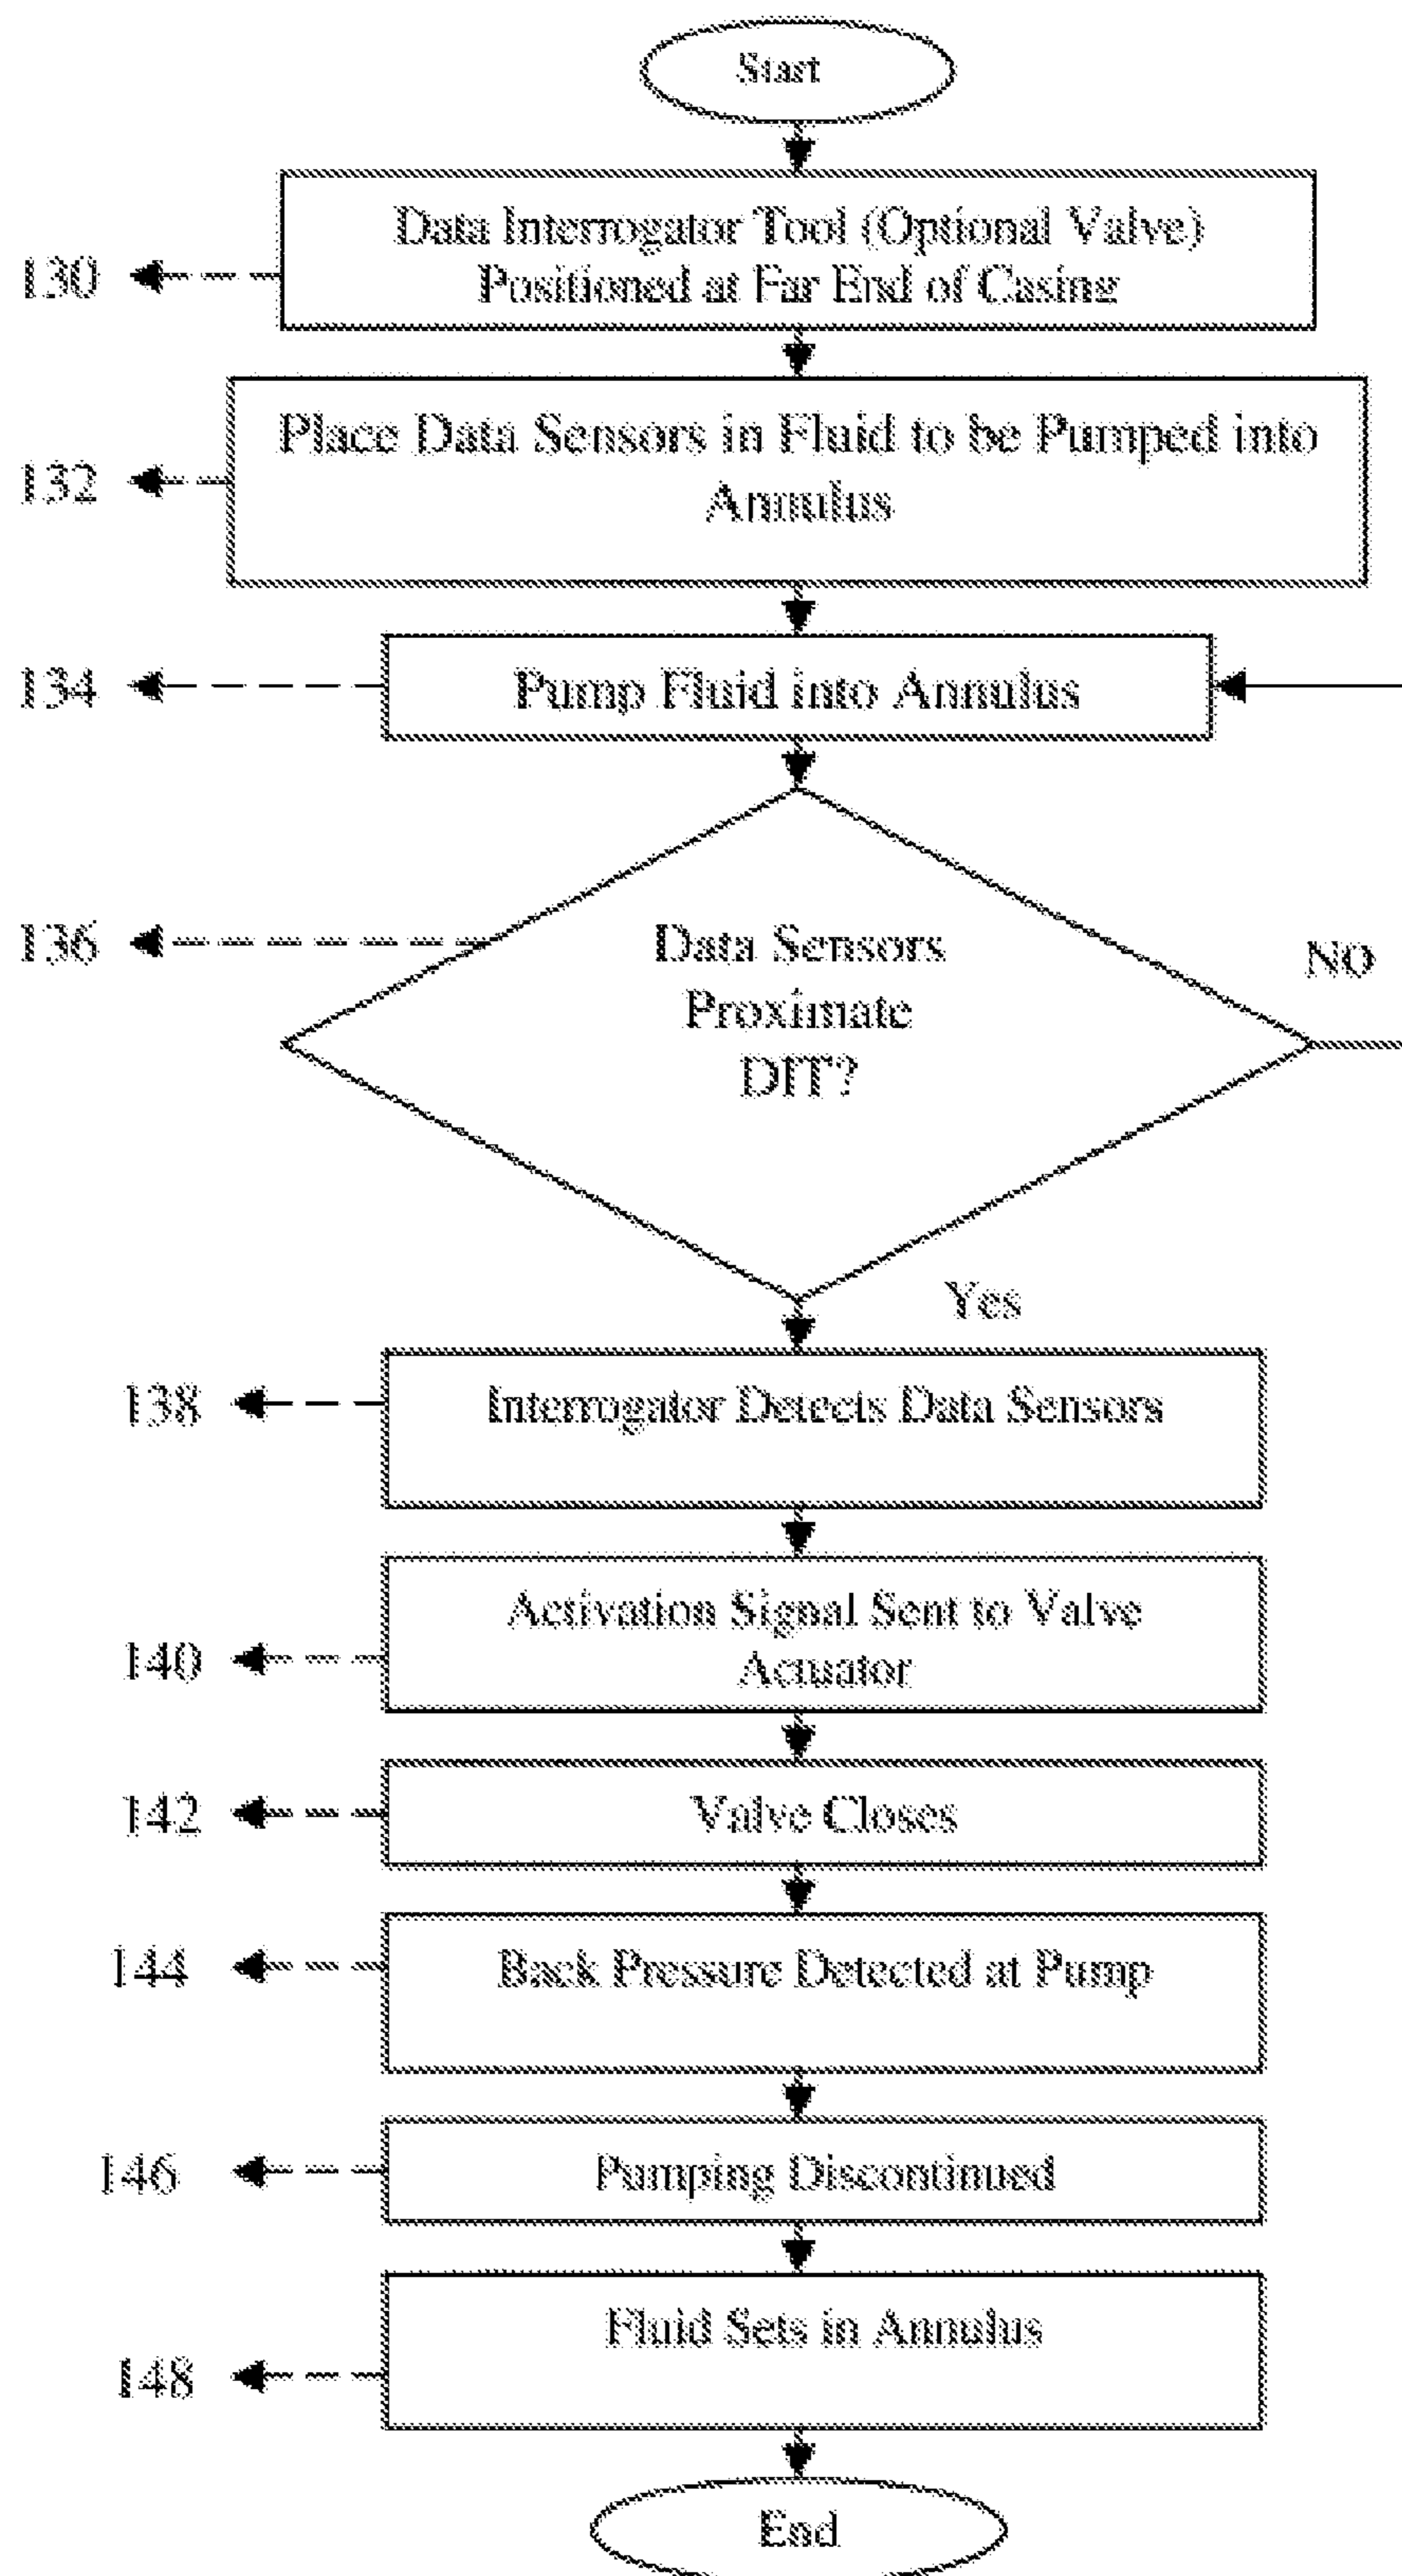 Start
Data Interrogator Tool (Optional Valve)
Positioned at Far End of Casing
130
Place Data Sensors in Fluid to be Pumped into
Annulus
132
Pump Fluid into Annulus
134
Data Sensors
Proximate
DIT?
136
NO
Yes
Interrogator Detects Data Sensors
138
Activation Signal Sent to Valve
Actuator
140
Valve Closes
142
Back Pressure Detected at Pump
144
Pumping Discontinued
146
Fluid Sets in Annulus
148
End